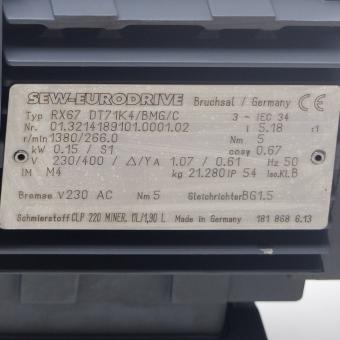 SEW-EURODRIVE Bruchsal / Germany CE
Typ RX67 DT71K4/BMG/C 3 ~ IEC 34
Nr. 01.3214189101.0001.02 i 5.18 :1
r/min 1380/266.0 Nm 5
kW 0.15 / S1 cosφ 0.67
V 230/400 / Δ/Y A 1.07 / 0.61 Hz 50
IM M4 kg 21.280 IP 54 Iso.Kl. B
Bremse V 230 AC Nm 5 Gleichrichter BG1.5
Schmierstoff CLP 220 MINER. ÖL/1,90 L Made in Germany 181 868 6.13